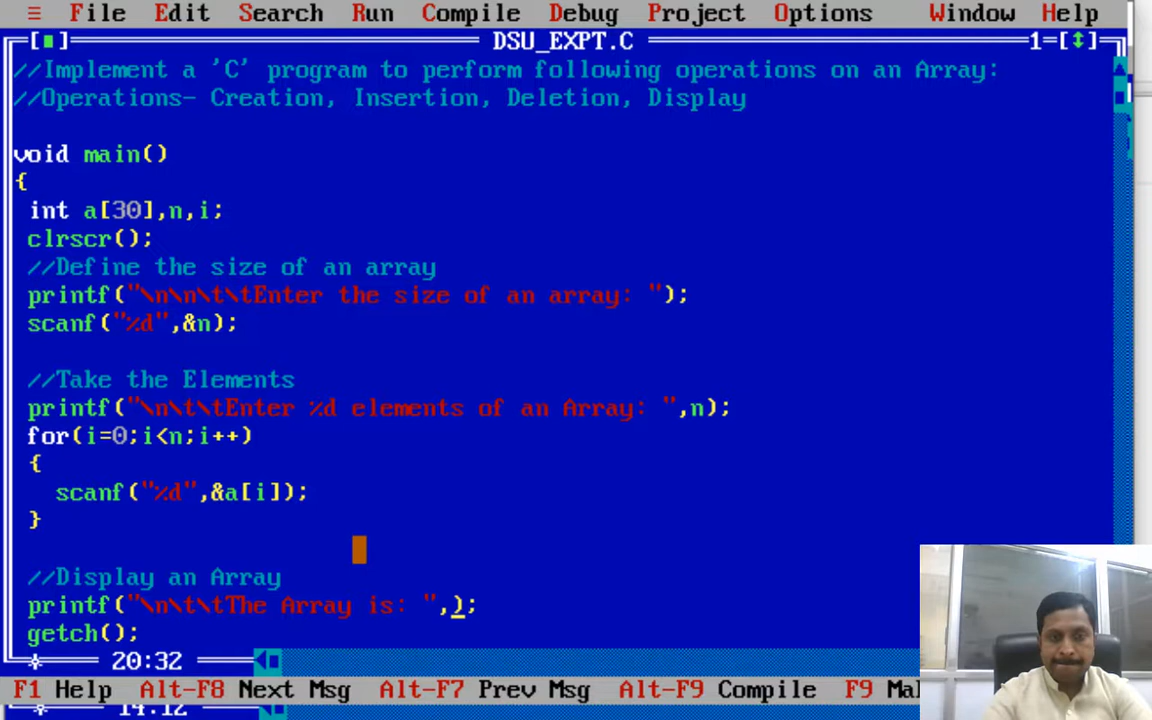 ≡ File Edit Search Run Compile Debug Project Options Window Help
[■] DSU_EXPT.C 1=[↕]
//Implement a 'C' program to perform following operations on an Array:
//Operations- Creation, Insertion, Deletion, Display
void main()
{
int a[30],n,i;
clrscr();
//Define the size of an array
printf("\n\n\t\tEnter the size of an array: ");
scanf("%d",&n);
//Take the Elements
printf("\n\t\tEnter %d elements of an Array: ",n);
for(i=0;i<n;i++)
{
scanf("%d",&a[i]);
}
//Display an Array
printf("\n\t\tThe Array is: ",);
getch();
20:32
F1 Help Alt-F8 Next Msg Alt-F7 Prev Msg Alt-F9 Compile F9
14:12